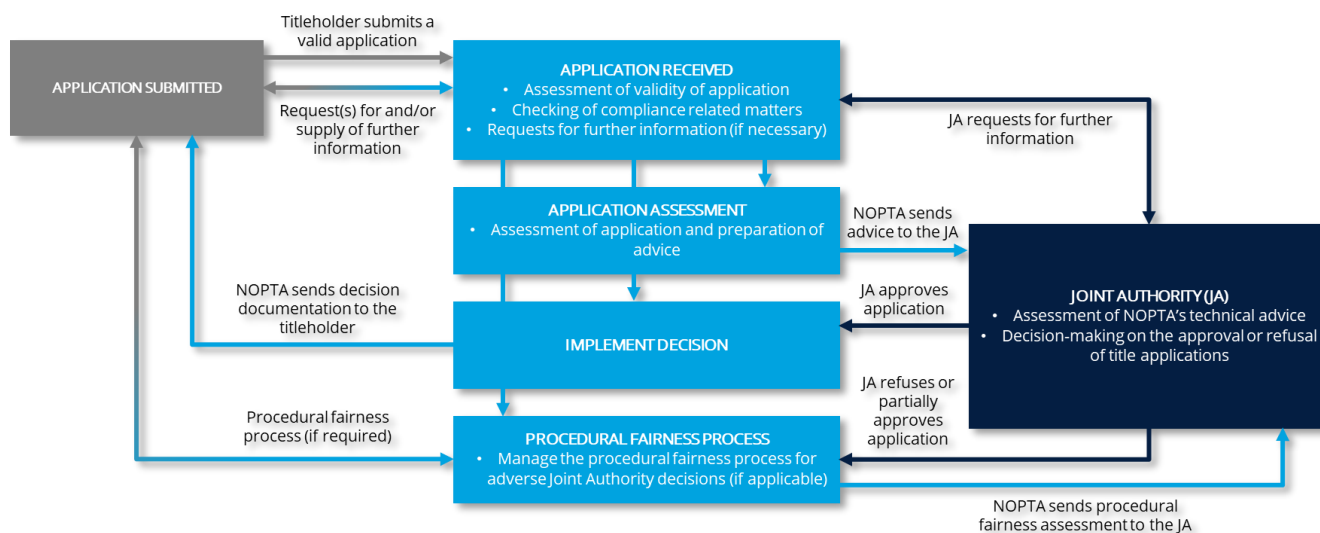 Titleholder submits a
valid application
APPLICATION SUBMITTED
Request(s) for and/or
supply of further
information
APPLICATION RECEIVED
• Assessment of validity of application
• Checking of compliance related matters
• Requests for further information (if necessary)
JA requests for further
information
APPLICATION ASSESSMENT
• Assessment of application and preparation of
advice
NOPTA sends
advice to the JA
JOINT AUTHORITY (JA)
• Assessment of NOPTA's technical advice
• Decision-making on the approval or refusal
of title applications
JA approves
application
NOPTA sends decision
documentation to the
titleholder
IMPLEMENT DECISION
JA refuses or
partially
approves
application
Procedural fairness
process (if required)
PROCEDURAL FAIRNESS PROCESS
• Manage the procedural fairness process for
adverse Joint Authority decisions (if applicable)
NOPTA sends procedural
fairness assessment to the JA